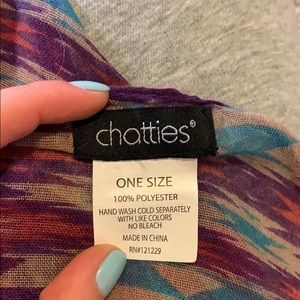 chatties®
ONE SIZE
100% POLYESTER
HAND WASH COLD SEPARATELY
WITH LIKE COLORS
NO BLEACH
MADE IN CHINA
RN#121229